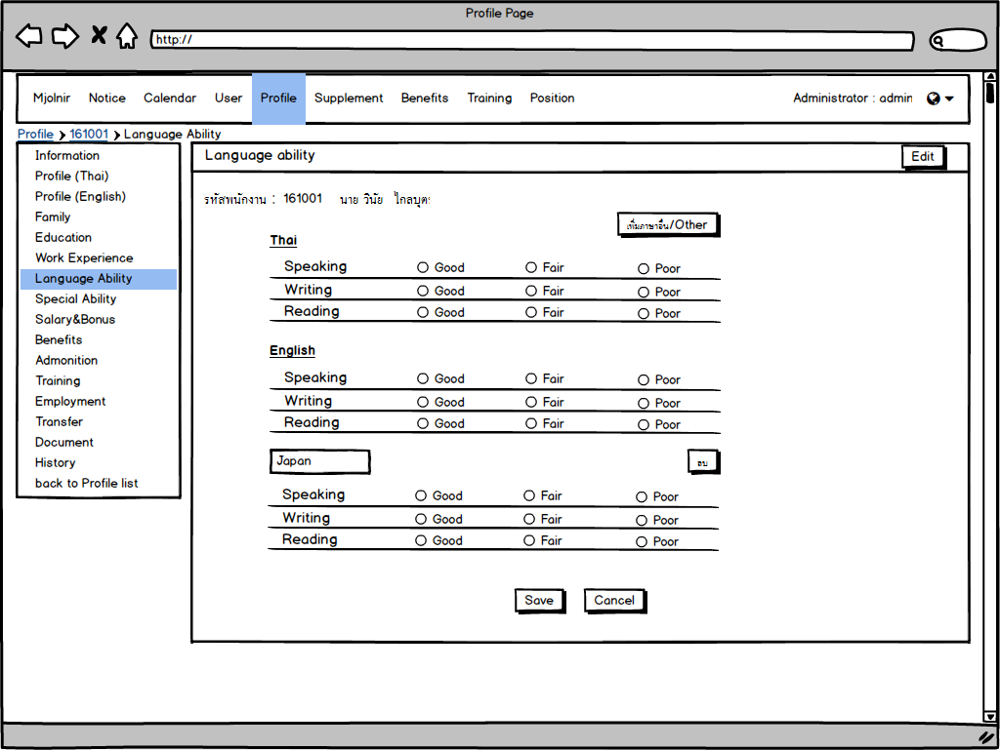 Profile Page
http://
Mjolnir Notice Calendar User Profile Supplement Benefits Training Position Administrator : admin
Profile > 161001 > Language Ability
Information
Profile (Thai)
Profile (English)
Family
Education
Work Experience
Language Ability
Special Ability
Salary&Bonus
Benefits
Admonition
Training
Employment
Transfer
Document
History
back to Profile list
Language ability Edit
รหัสพนักงาน : 161001 นาย วินัย ไกลบุตร
เพิ่มภาษาอื่น/Other
Thai
Speaking Good Fair Poor
Writing Good Fair Poor
Reading Good Fair Poor
English
Speaking Good Fair Poor
Writing Good Fair Poor
Reading Good Fair Poor
Japan ลบ
Speaking Good Fair Poor
Writing Good Fair Poor
Reading Good Fair Poor
Save Cancel